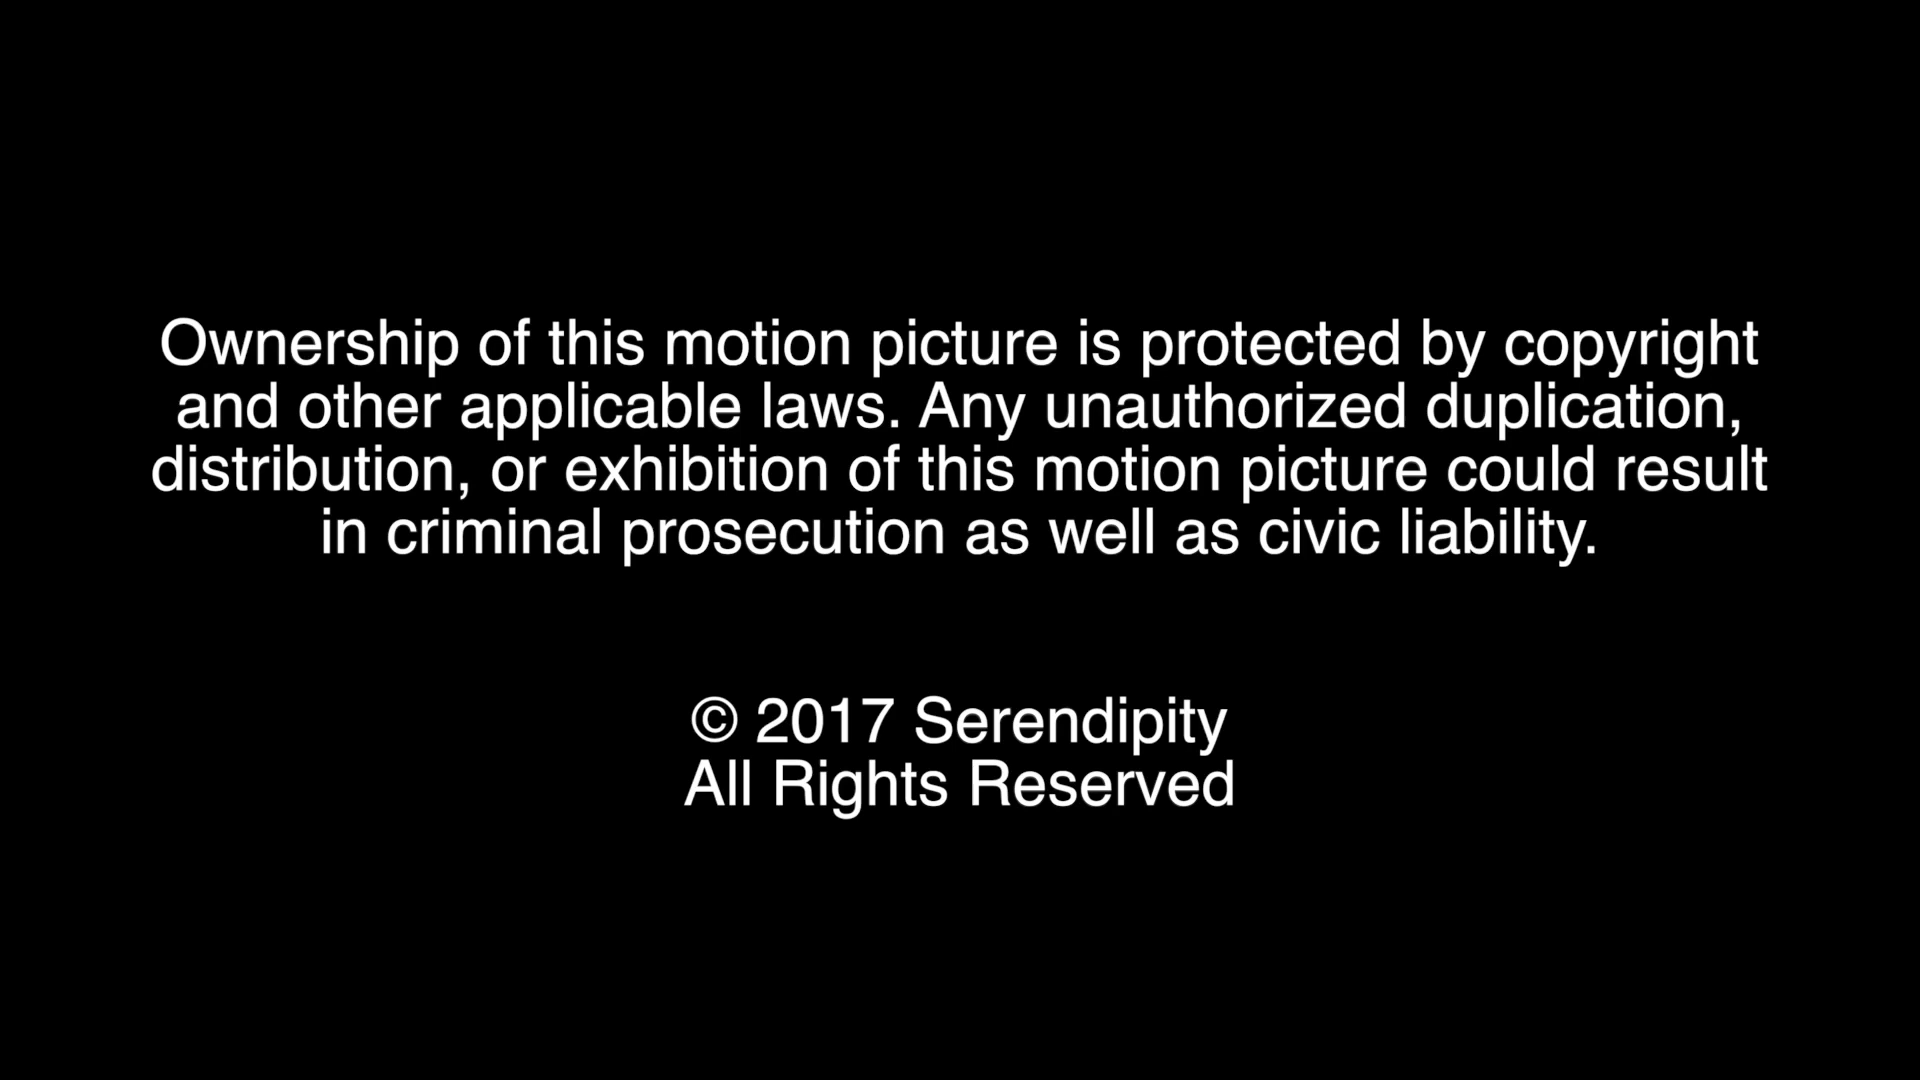 Ownership of this motion picture is protected by copyright
and other applicable laws. Any unauthorized duplication,
distribution, or exhibition of this motion picture could result
in criminal prosecution as well as civic liability.
© 2017 Serendipity
All Rights Reserved